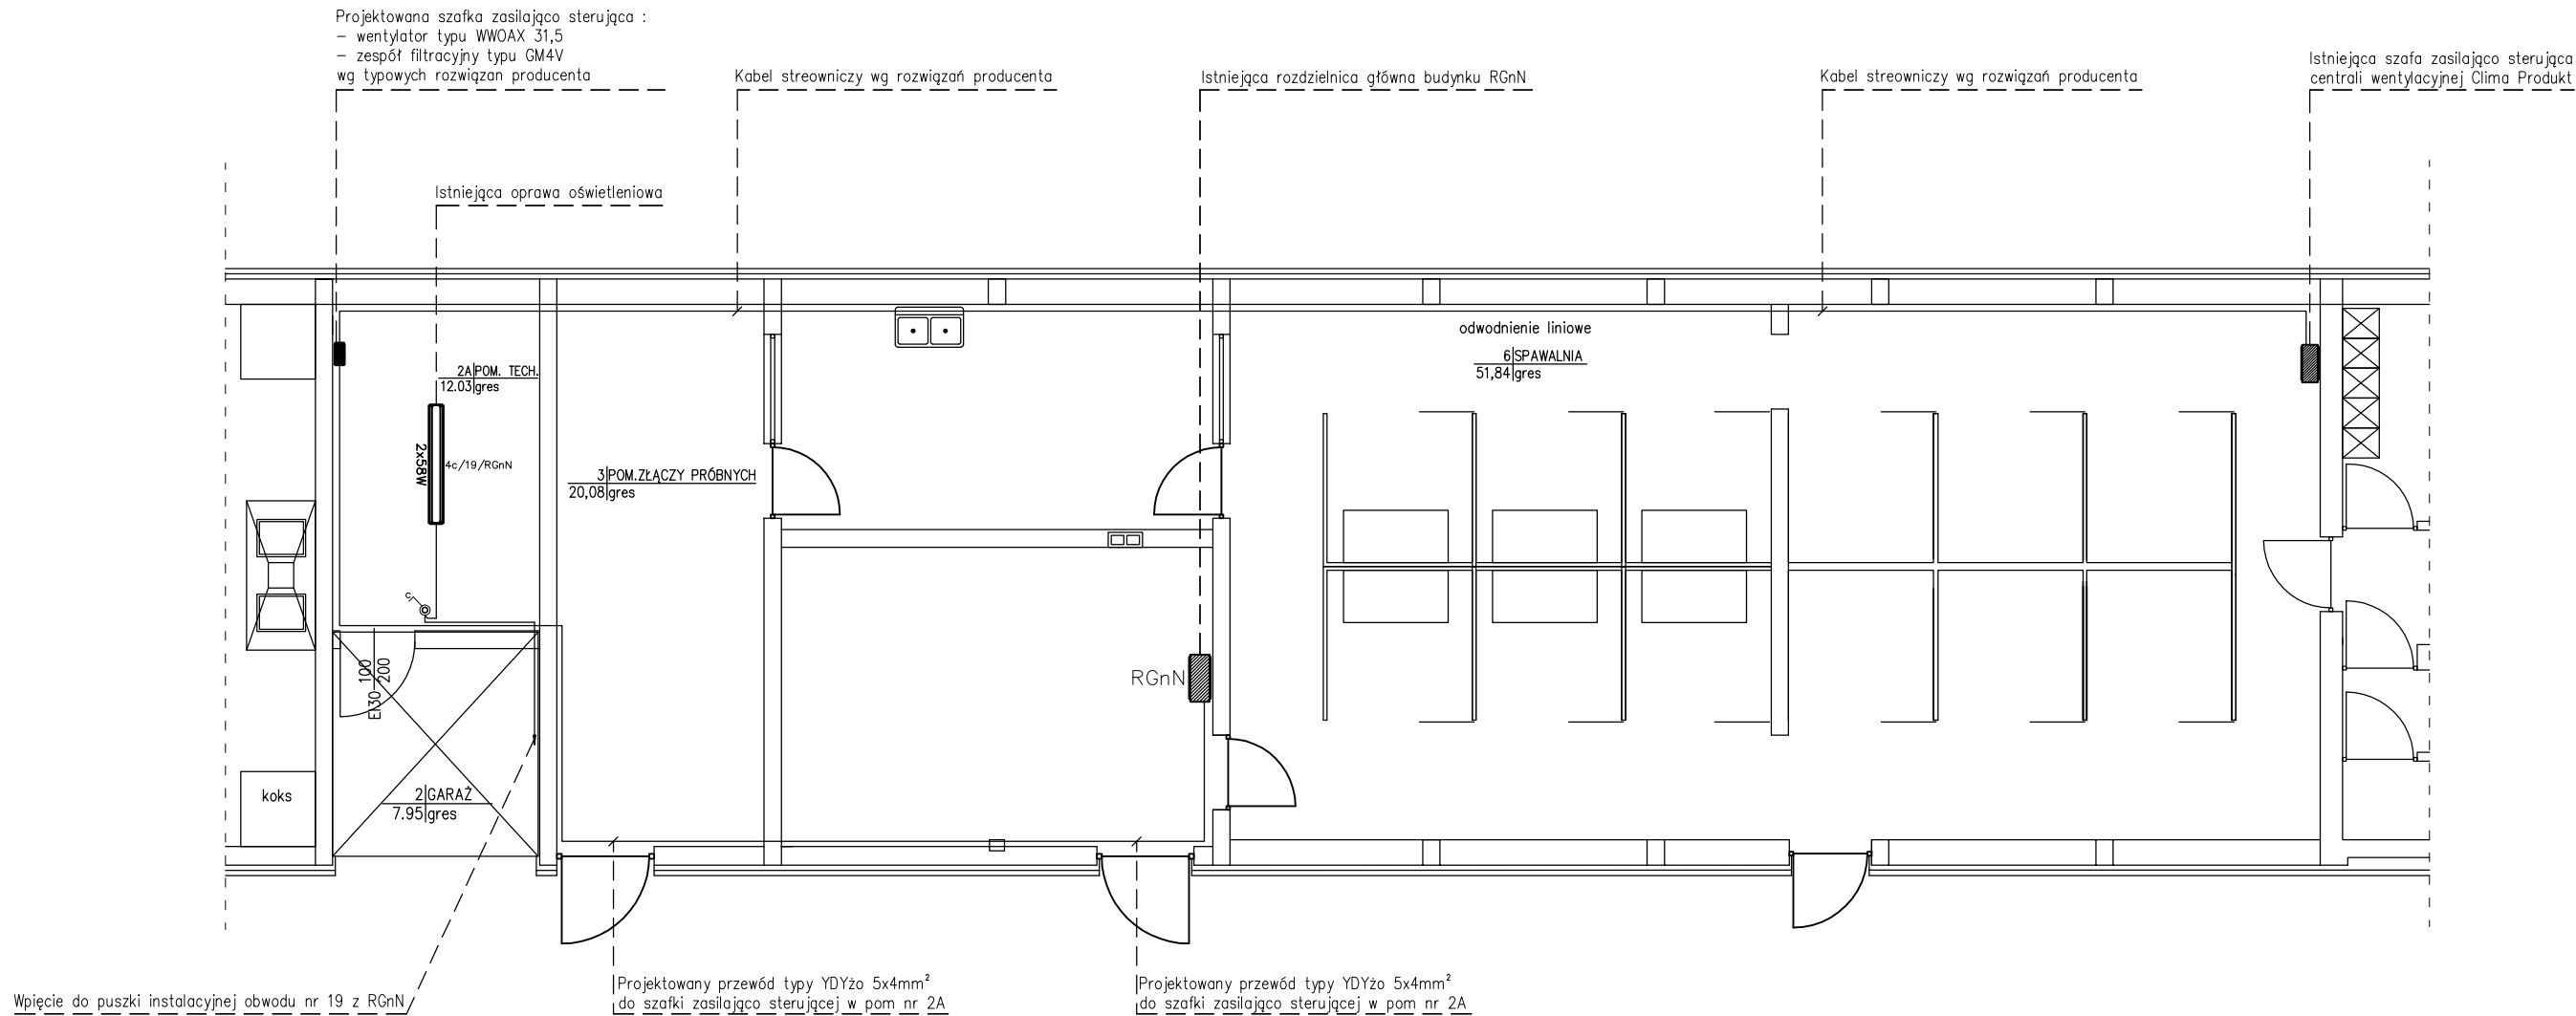 Projektowana szafka zasilająco sterująca :
– wentylator typu WWOAX 31,5
– zespół filtracyjny typu GM4V
wg typowych rozwiązan producenta
Kabel streowniczy wg rozwiązań producenta
Istniejąca rozdzielnica główna budynku RGnN
Kabel streowniczy wg rozwiązań producenta
Istniejąca szafa zasilająco sterująca
centrali wentylacyjnej Clima Produkt
Istniejąca oprawa oświetleniowa
odwodnienie liniowe
6 SPAWALNIA
51,84 gres
2A POM. TECH.
12.03 gres
2x58W
4c/19/RGnN
3 POM.ZŁĄCZY PRÓBNYCH
20,08 gres
c
100
200
EI30
RGnN
koks
2 GARAŻ
7.95 gres
Wpięcie do puszki instalacyjnej obwodu nr 19 z RGnN
Projektowany przewód typy YDYżo 5x4mm²
do szafki zasilająco sterującej w pom nr 2A
Projektowany przewód typy YDYżo 5x4mm²
do szafki zasilająco sterującej w pom nr 2A